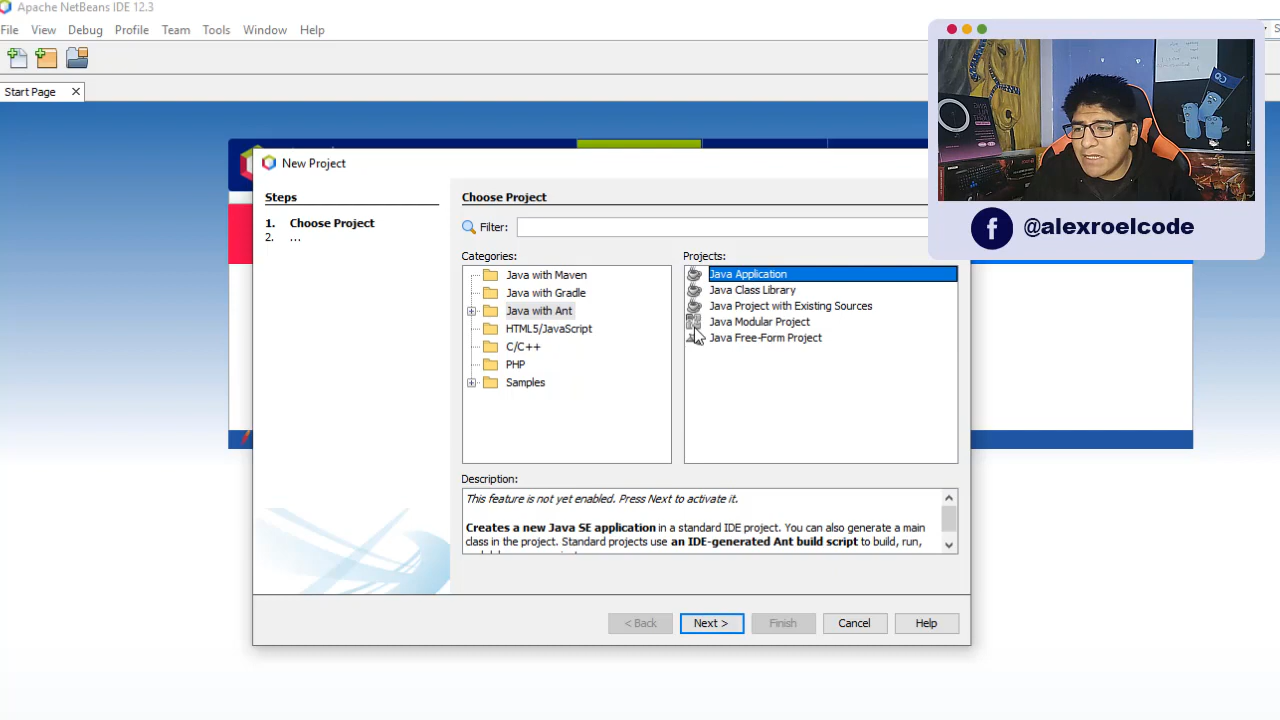 Apache NetBeans IDE 12.3
File View Debug Profile Team Tools Window Help
Start Page
@alexroelcode
New Project
Steps
1. Choose Project
2. ...
Choose Project
Filter:
Categories:
Java with Maven
Java with Gradle
Java with Ant
HTML5/JavaScript
C/C++
PHP
Samples
Projects:
Java Application
Java Class Library
Java Project with Existing Sources
Java Modular Project
Java Free-Form Project
Description:
This feature is not yet enabled. Press Next to activate it.
Creates a new Java SE application in a standard IDE project. You can also generate a main
class in the project. Standard projects use an IDE-generated Ant build script to build, run,
< Back Next > Finish Cancel Help